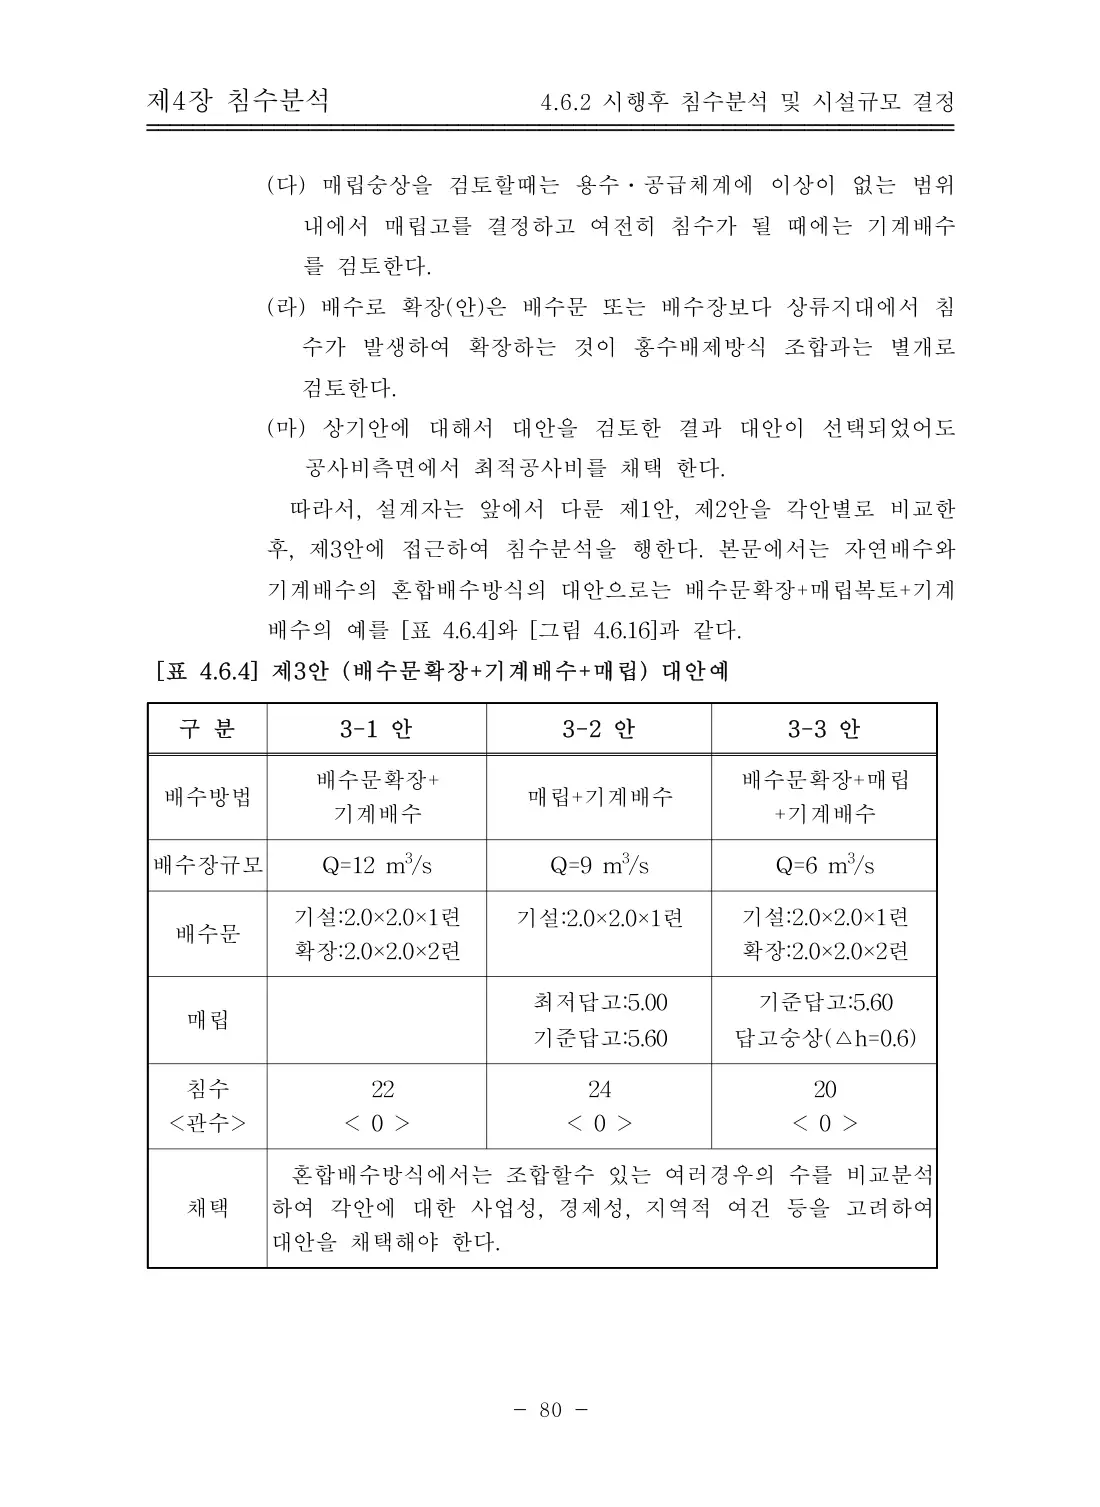 제4장 침수분석
4.6.2 시행후 침수분석 및 시설규모 결정
(다) 매립숭상을 검토할때는 용수·공급체계에 이상이 없는 범위
내에서 매립고를 결정하고 여전히 침수가 될 때에는 기계배수
를 검토한다.
(라) 배수로 확장(안)은 배수문 또는 배수장보다 상류지대에서 침
수가 발생하여 확장하는 것이 홍수배제방식 조합과는 별개로
검토한다.
(마) 상기안에 대해서 대안을 검토한 결과 대안이 선택되었어도
공사비측면에서 최적공사비를 채택 한다.
따라서, 설계자는 앞에서 다룬 제1안, 제2안을 각안별로 비교한
후, 제3안에 접근하여 침수분석을 행한다. 본문에서는 자연배수와
기계배수의 혼합배수방식의 대안으로는 배수문확장+매립복토+기계
배수의 예를 [표 4.6.4]와 [그림 4.6.16]과 같다.
[표 4.6.4] 제3안 (배수문확장+기계배수+매립) 대안예
구 분 3-1 안 3-2 안 3-3 안
배수방법 배수문확장+ 기계배수 매립+기계배수 배수문확장+매립 +기계배수
배수장규모 Q=12 m³/s Q=9 m³/s Q=6 m³/s
배수문 기설:2.0×2.0×1련 확장:2.0×2.0×2련 기설:2.0×2.0×1련 기설:2.0×2.0×1련 확장:2.0×2.0×2련
매립 최저답고:5.00 기준답고:5.60 기준답고:5.60 답고숭상(△h=0.6)
침수 22 24 20
<관수> < 0 > < 0 > < 0 >
혼합배수방식에서는 조합할수 있는 여러경우의 수를 비교분석
채택 하여 각안에 대한 사업성, 경제성, 지역적 여건 등을 고려하여
대안을 채택해야 한다.
- 80 -